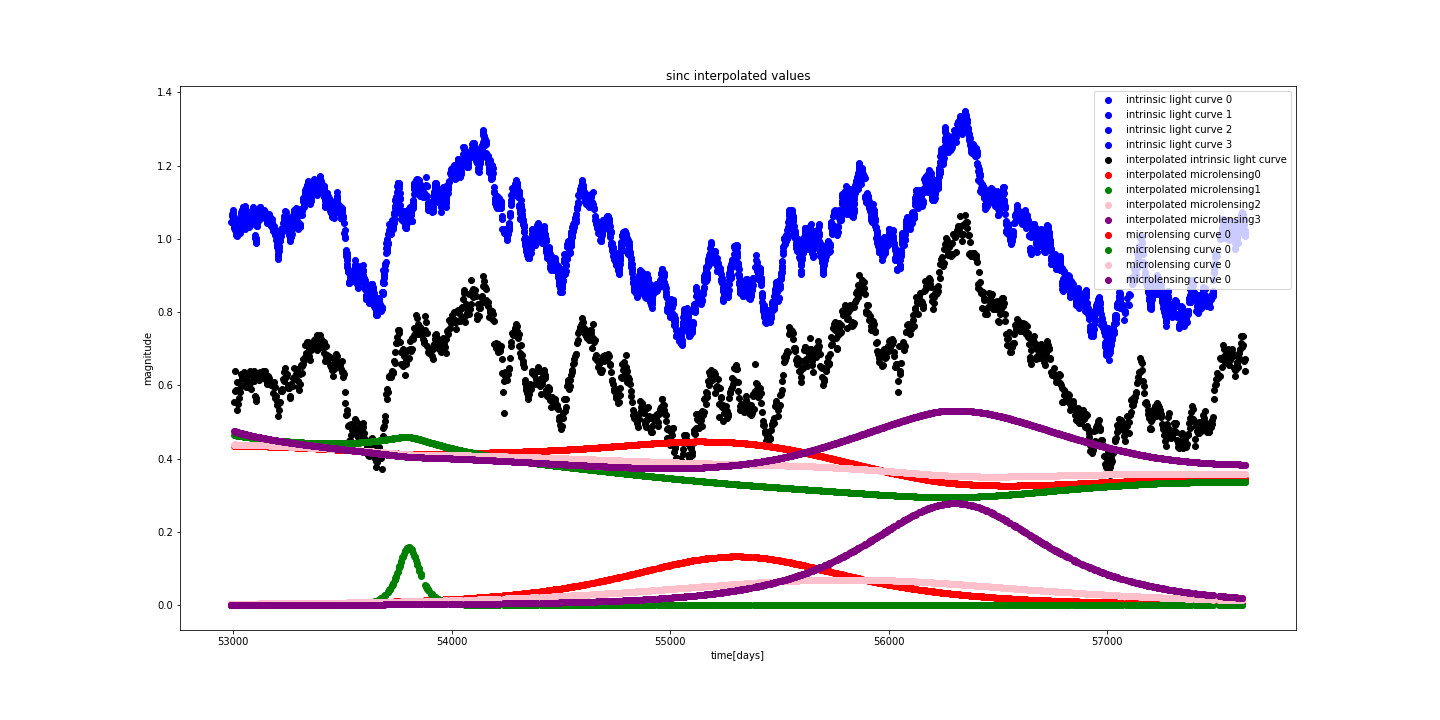 sinc interpolated values
1.4
1.2
1.0
0.8
0.6
0.4
0.2
0.0
magnitude
53000
54000
55000
56000
57000
time[days]
intrinsic light curve 0
intrinsic light curve 1
intrinsic light curve 2
intrinsic light curve 3
interpolated intrinsic light curve
interpolated microlensing0
interpolated microlensing1
interpolated microlensing2
interpolated microlensing3
microlensing curve 0
microlensing curve 0
microlensing curve 0
microlensing curve 0